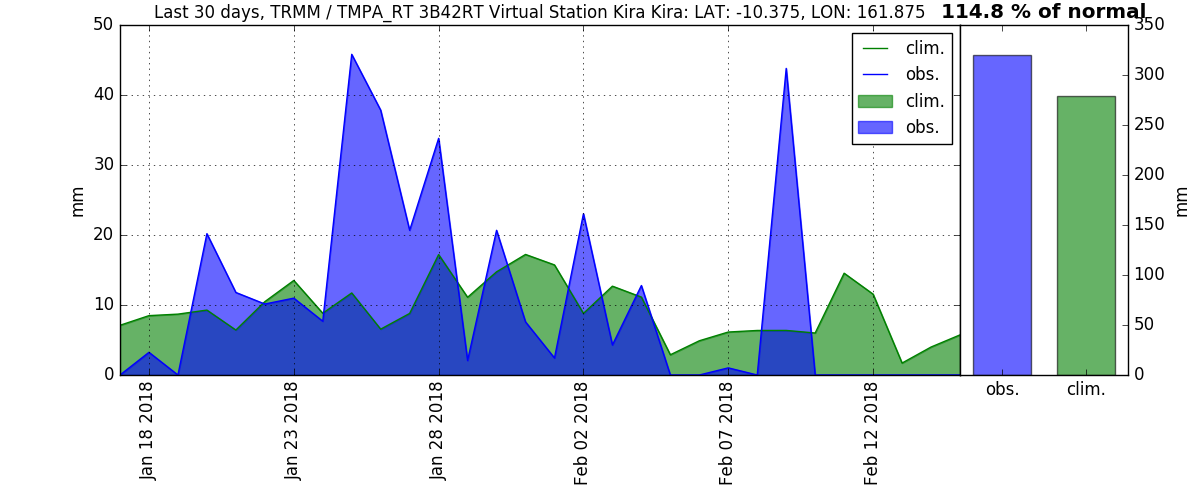 Last 30 days, TRMM / TMPA_RT 3B42RT Virtual Station Kira Kira: LAT: -10.375, LON: 161.875
114.8 % of normal
50
40
30
20
10
0
mm
clim.
obs.
clim.
obs.
Jan 18 2018
Jan 23 2018
Jan 28 2018
Feb 02 2018
Feb 07 2018
Feb 12 2018
350
300
250
200
150
100
50
0
mm
obs.
clim.